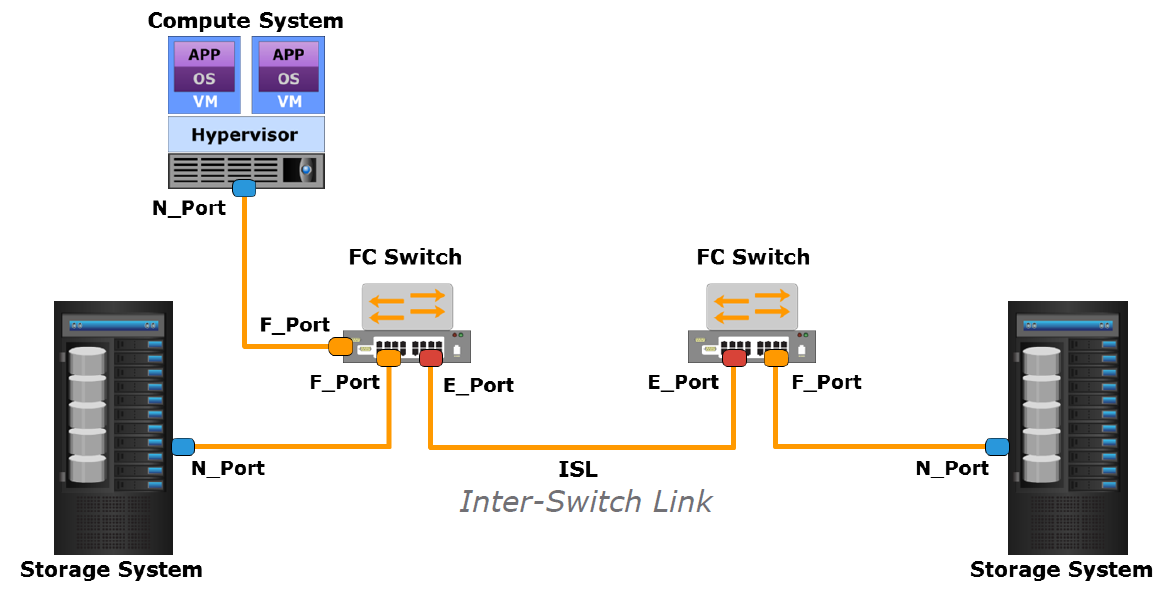 Compute System
APP
APP
OS
OS
VM
VM
Hypervisor
N_Port
FC Switch
FC Switch
F_Port
F_Port
E_Port
E_Port
F_Port
N_Port
ISL
N_Port
Inter-Switch Link
Storage System
Storage System